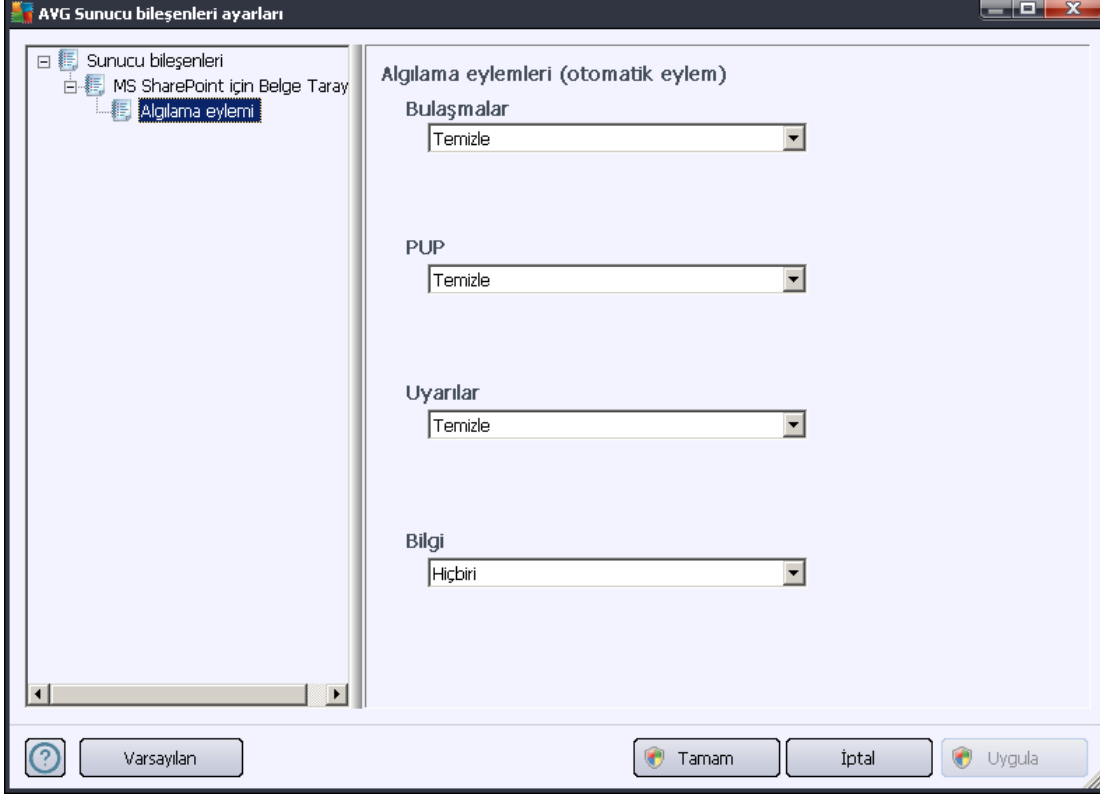 AVG Sunucu bileşenleri ayarları
Sunucu bileşenleri
MS SharePoint için Belge Taray
Algılama eylemi
Algılama eylemleri (otomatik eylem)
Bulaşmalar
Temizle
PUP
Temizle
Uyarılar
Temizle
Bilgi
Hiçbiri
Varsayılan
Tamam
İptal
Uygula